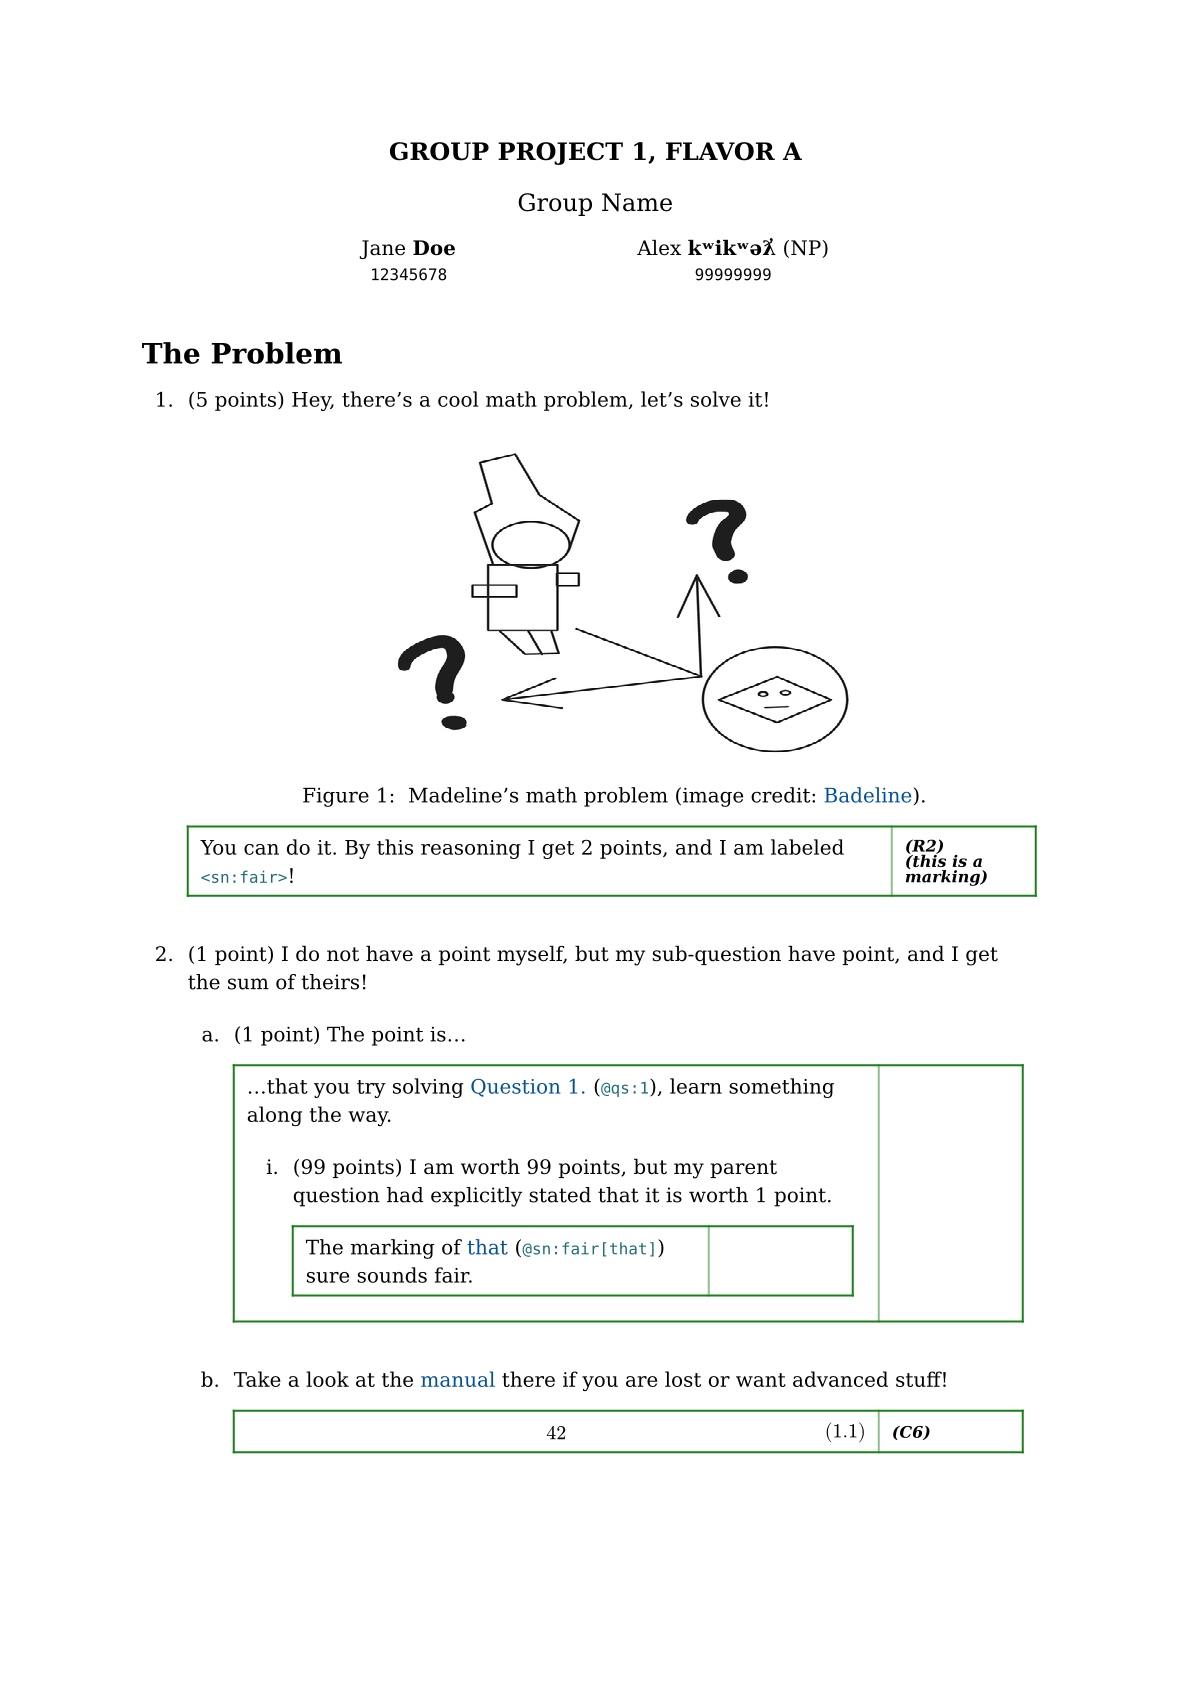 GROUP PROJECT 1, FLAVOR A
Group Name
Jane Doe
12345678
Alex kʷikʷəƛ̓ (NP)
99999999
The Problem
1. (5 points) Hey, there’s a cool math problem, let’s solve it!
?
?
Figure 1: Madeline’s math problem (image credit: Badeline).
You can do it. By this reasoning I get 2 points, and I am labeled
<sn:fair>!
(R2)
(this is a
marking)
2. (1 point) I do not have a point myself, but my sub-question have point, and I get
the sum of theirs!
a. (1 point) The point is…
…that you try solving Question 1. (@qs:1), learn something
along the way.
i. (99 points) I am worth 99 points, but my parent
question had explicitly stated that it is worth 1 point.
The marking of that (@sn:fair[that])
sure sounds fair.
b. Take a look at the manual there if you are lost or want advanced stuff!
42 (1.1)
(C6)